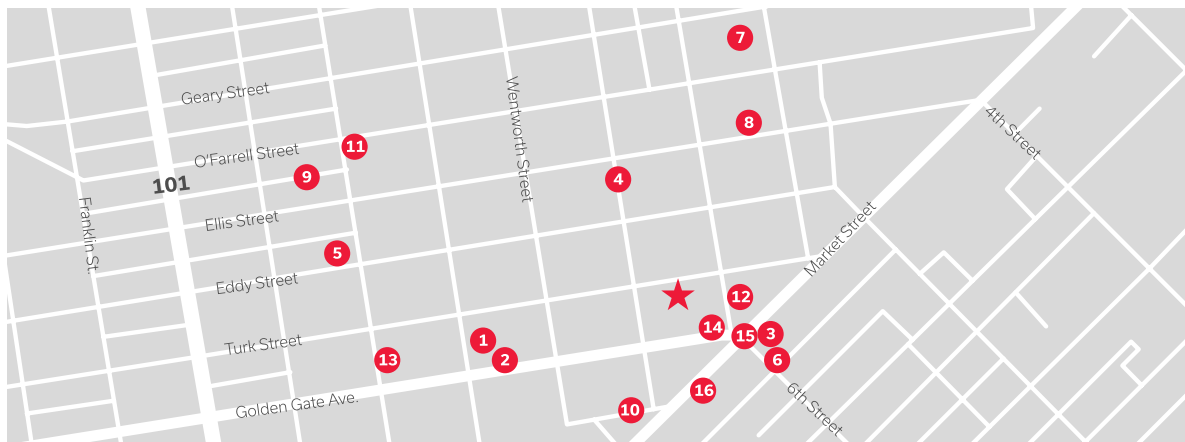 7
Geary Street
Wentworth Street
8
4th Street
11
O'Farrell Street
9
101
4
Franklin St.
Ellis Street
Market Street
5
Eddy Street
12
14
15
3
Turk Street
1
2
13
6
16
6th Street
10
Golden Gate Ave.